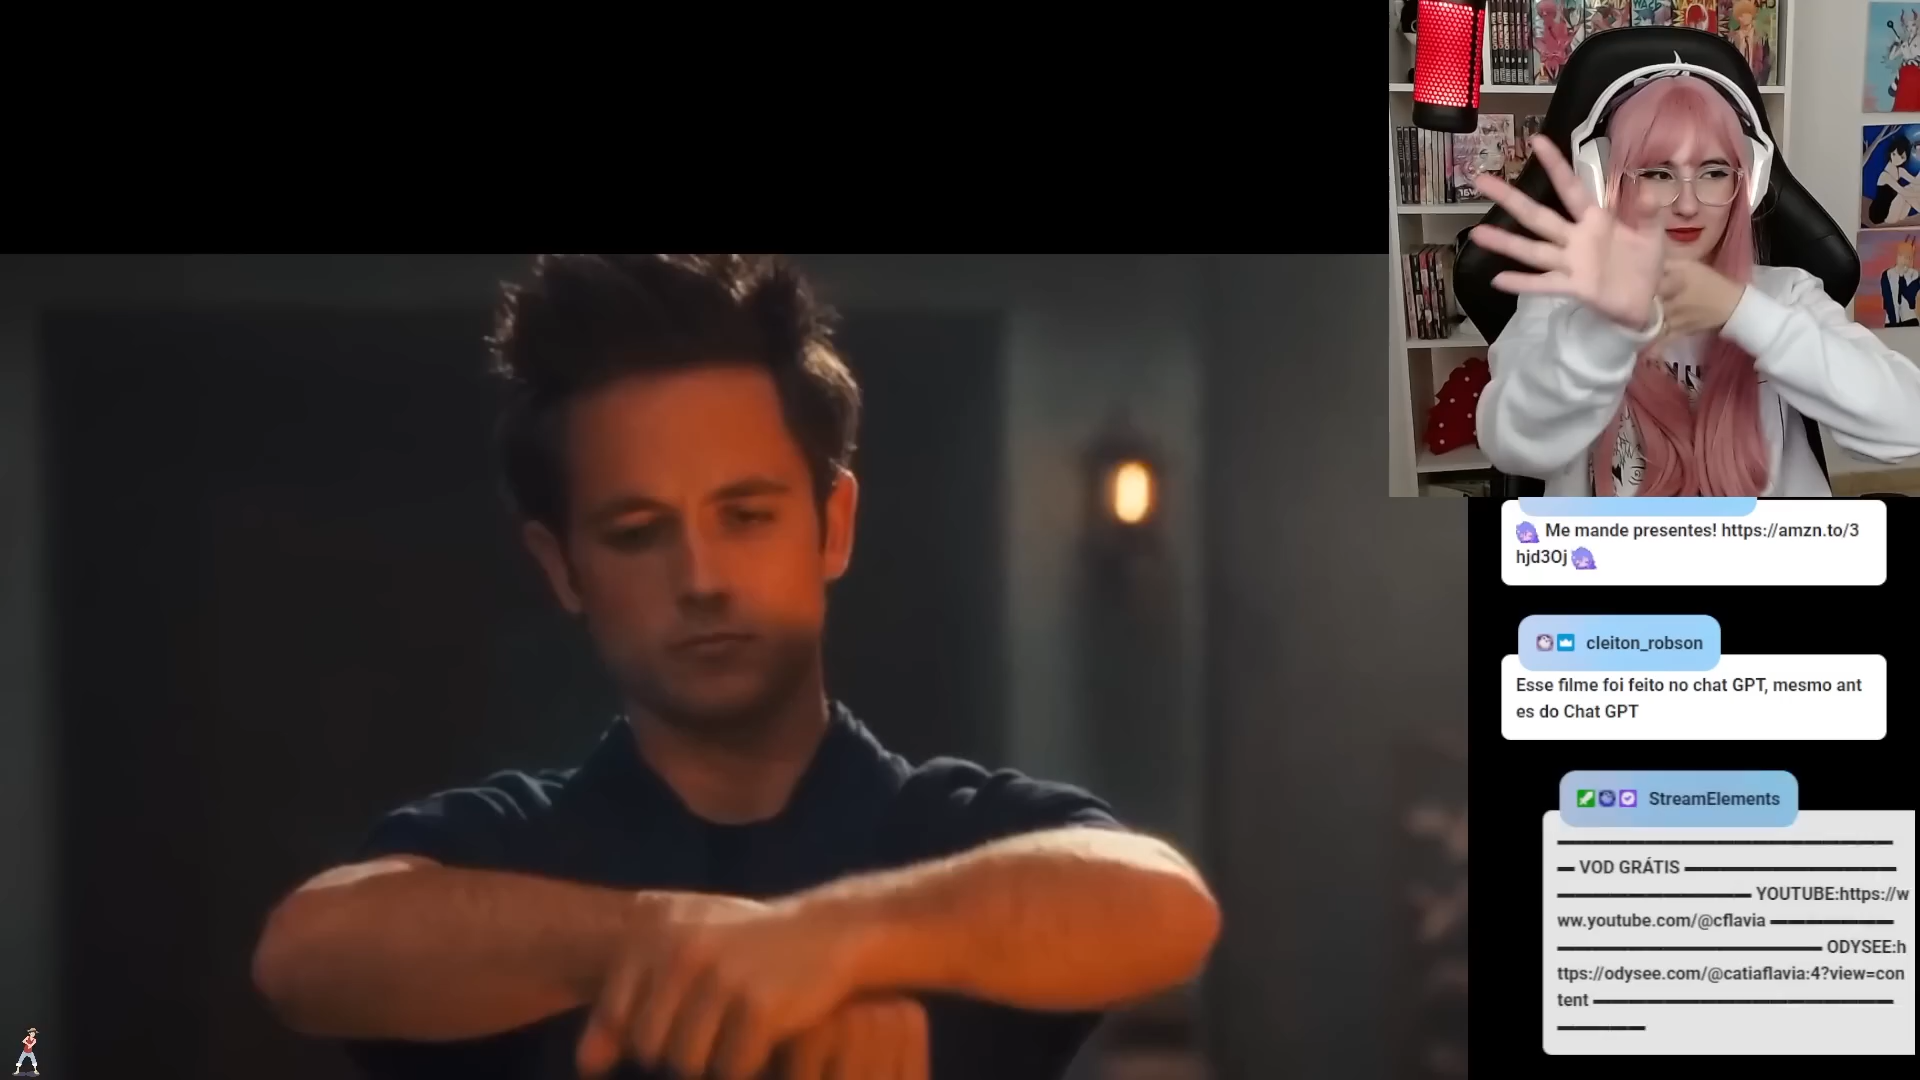 Me mande presentes! https://amzn.to/3
hjd3Oj
cleiton_robson
Esse filme foi feito no chat GPT, mesmo ant
es do Chat GPT
StreamElements
VOD GRÁTIS
YOUTUBE:https://w
ww.youtube.com/@cflavia
ODYSEE:h
ttps://odysee.com/@catiaflavia:4?view=con
tent